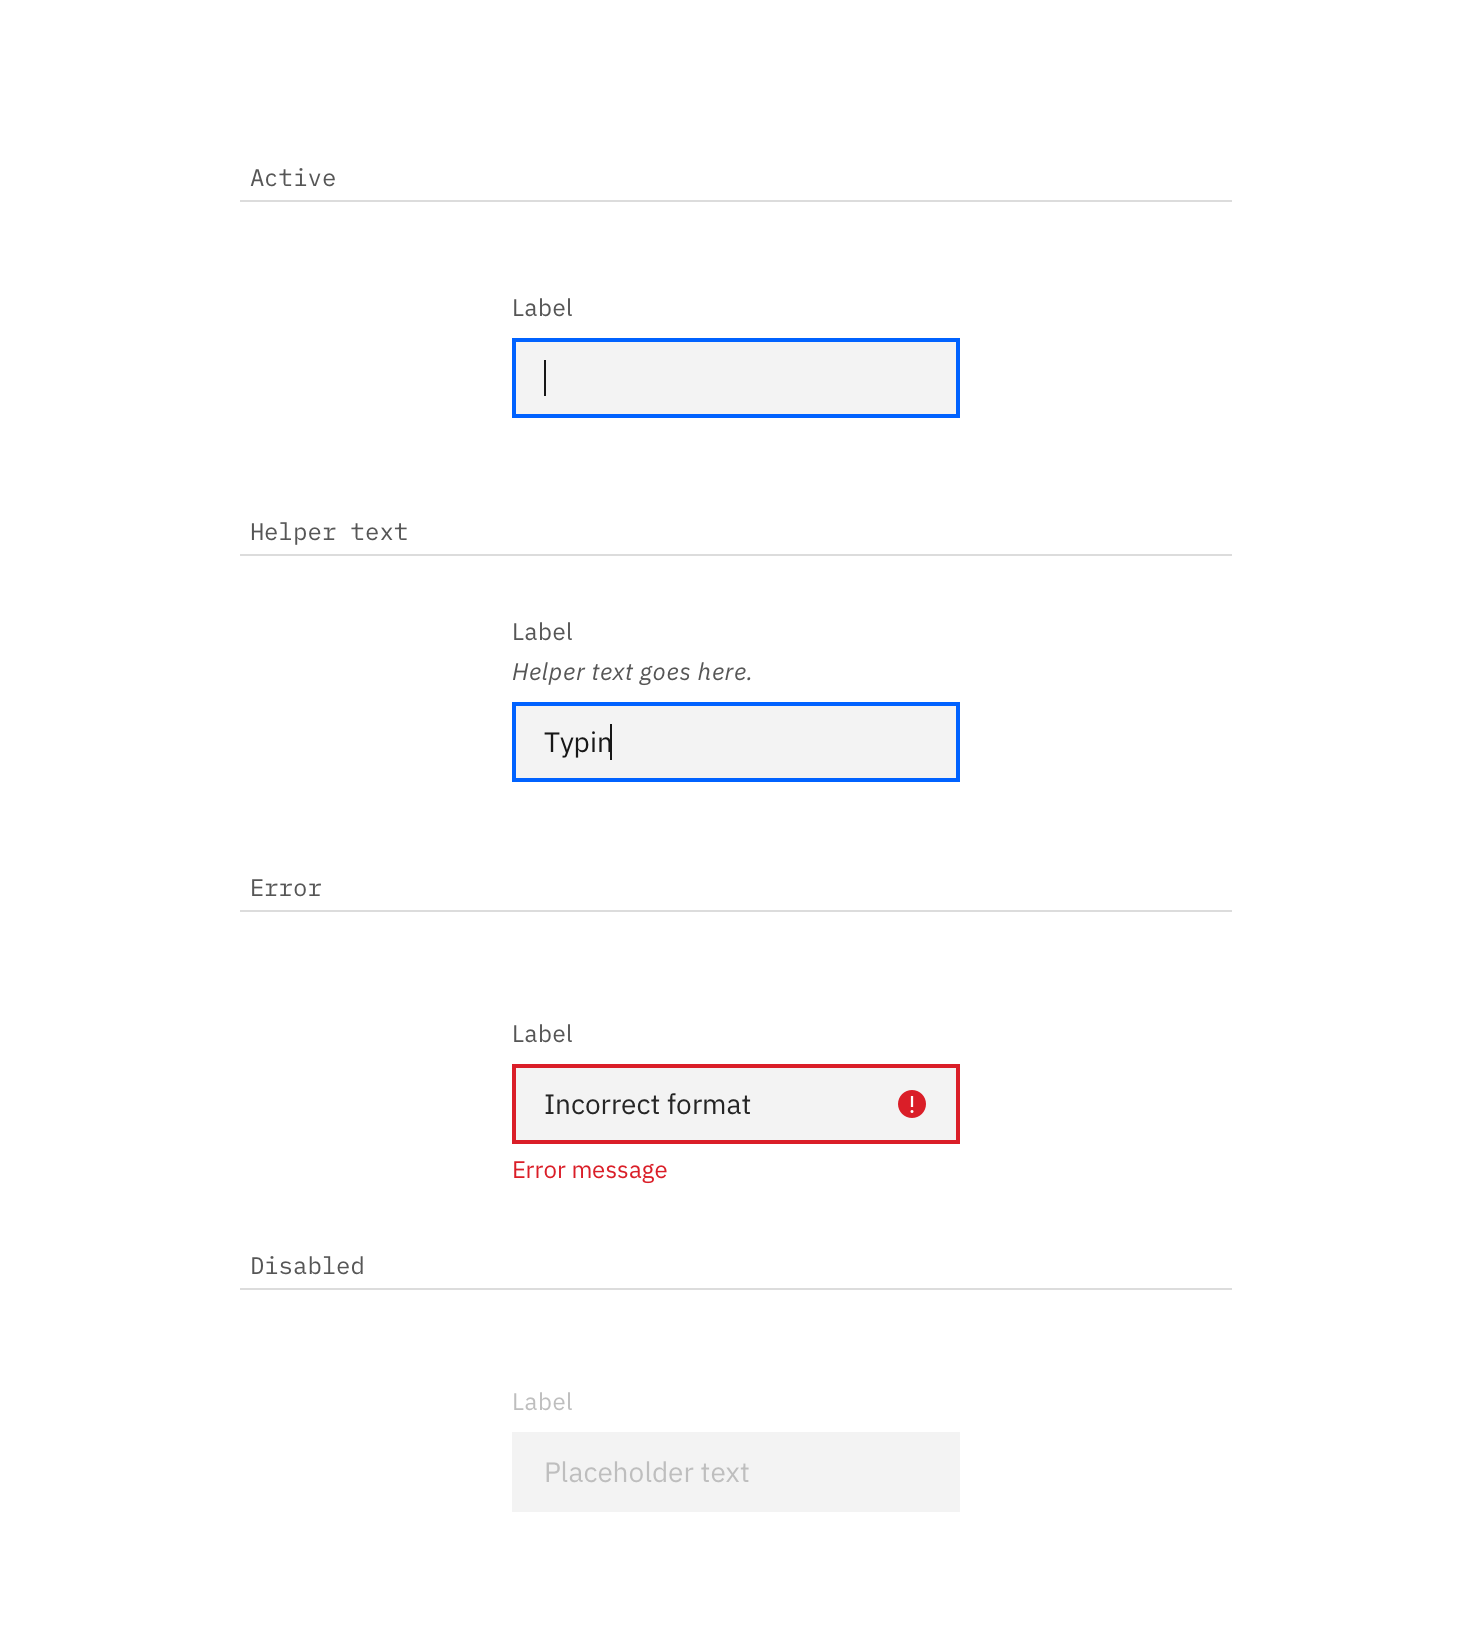 Active
Label
Helper text
Label
Helper text goes here.
Typin
Error
Label
Incorrect format
Error message
Disabled
Label
Placeholder text